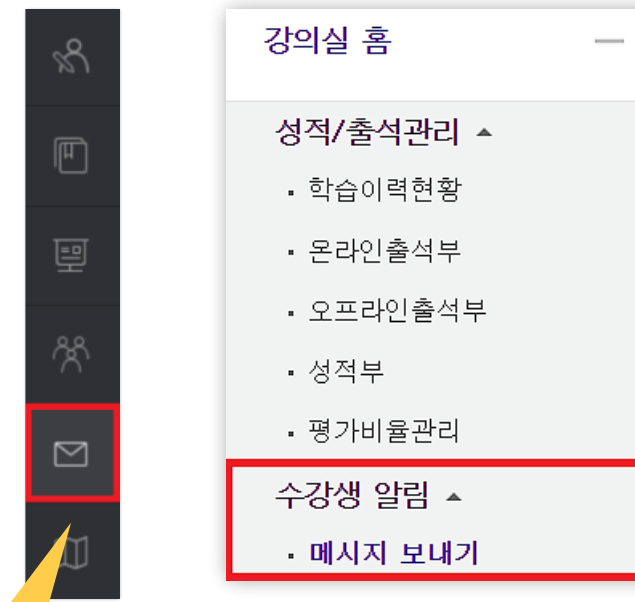 강의실 홈
성적/출석관리
학습이력현황
온라인출석부
오프라인출석부
성적부
평가비율관리
수강생 알림
메시지 보내기